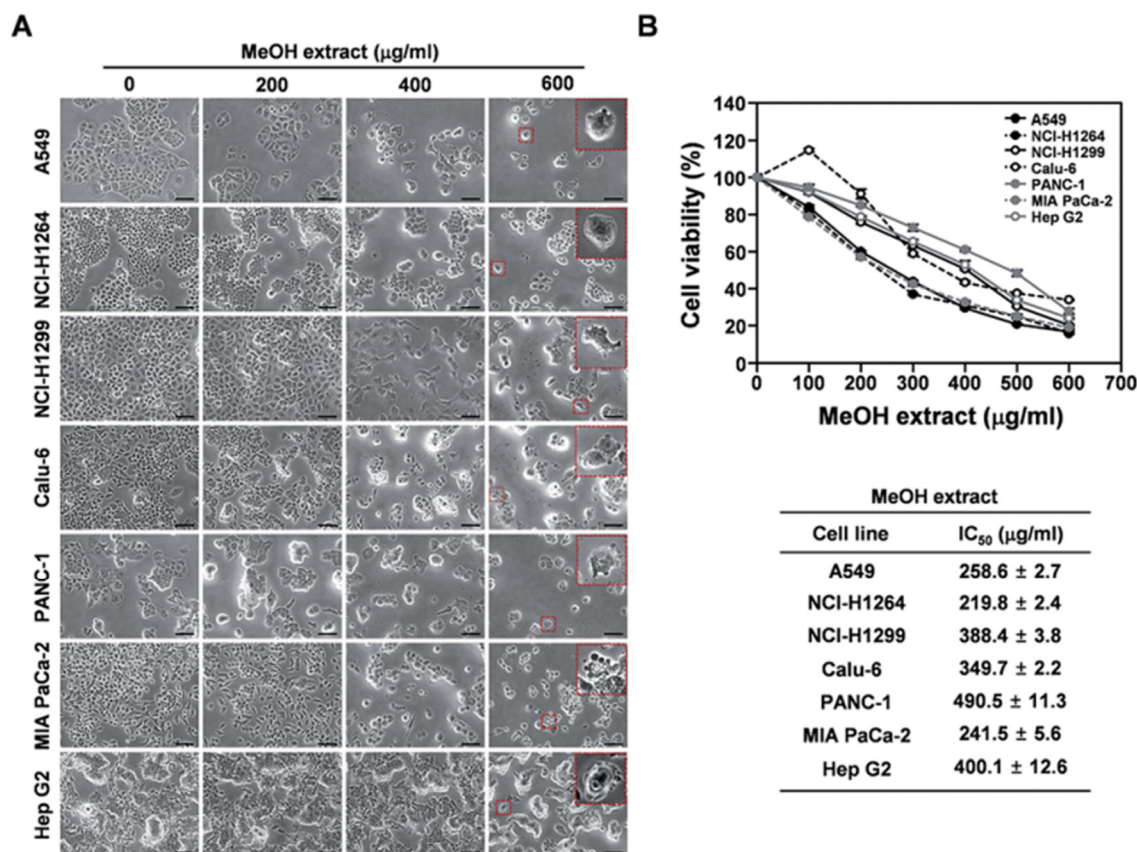 A
MeOH extract (μg/ml)
0 200 400 600
A549
NCI-H1264
NCI-H1299
Calu-6
PANC-1
MIA PaCa-2
Hep G2
B
Cell viability (%)
140
120
100
80
60
40
20
0
0 100 200 300 400 500 600 700
MeOH extract (μg/ml)
A549
NCI-H1264
NCI-H1299
Calu-6
PANC-1
MIA PaCa-2
Hep G2
MeOH extract
Cell line IC50 (μg/ml)
A549 258.6 ± 2.7
NCI-H1264 219.8 ± 2.4
NCI-H1299 388.4 ± 3.8
Calu-6 349.7 ± 2.2
PANC-1 490.5 ± 11.3
MIA PaCa-2 241.5 ± 5.6
Hep G2 400.1 ± 12.6